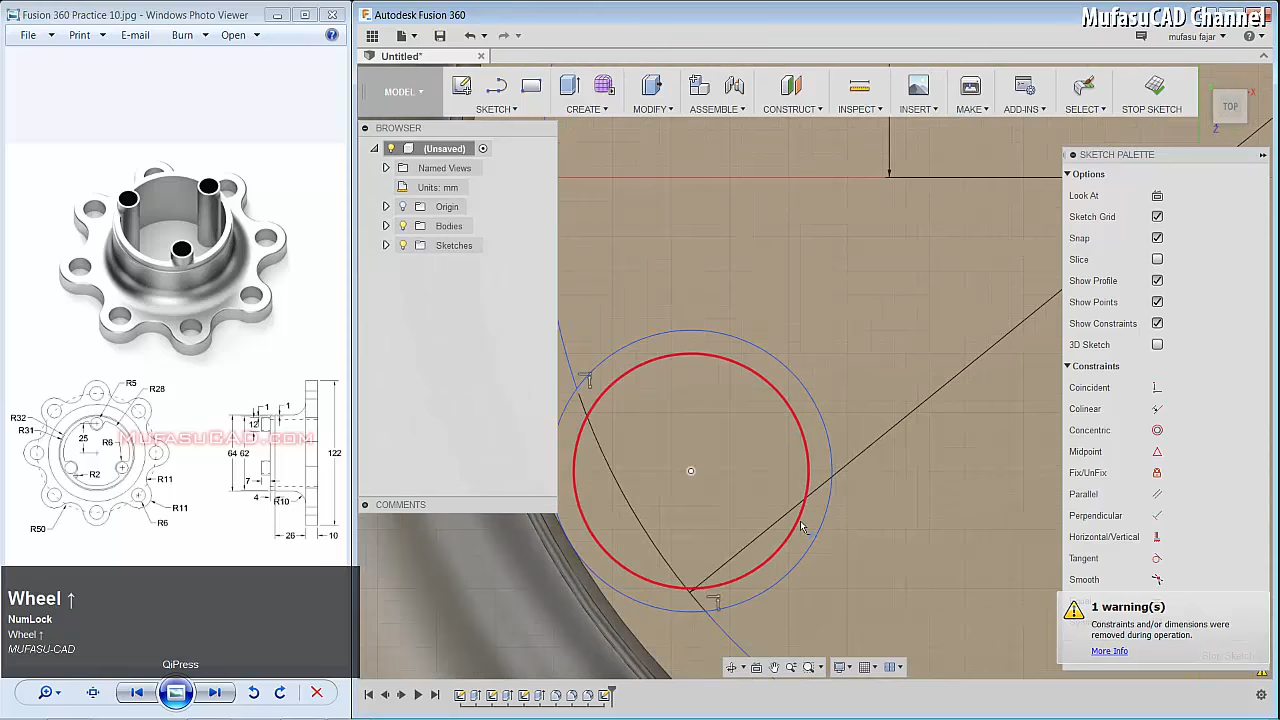 Fusion 360 Practice 10.jpg - Windows Photo Viewer
File Print E-mail Burn Open
R5
R28
R32
R31
25
R6
R2
R11
R11
R6
R50
MUFASUCAD.COM
1 1
12
64 62
122
7
4
R10
26 10
Wheel ↑
NumLock
Wheel ↑
MUFASU-CAD
QiPress
Autodesk Fusion 360
MufasuCAD Channel
mufasu fajar
Untitled*
MODEL
SKETCH
CREATE
MODIFY
ASSEMBLE
CONSTRUCT
INSPECT
INSERT
MAKE
ADD-INS
SELECT
STOP SKETCH
TOP
X
Z
BROWSER
(Unsaved)
Named Views
Units: mm
Origin
Bodies
Sketches
COMMENTS
SKETCH PALETTE
Options
Look At
Sketch Grid
Snap
Slice
Show Profile
Show Points
Show Constraints
3D Sketch
Constraints
Coincident
Colinear
Concentric
Midpoint
Fix/UnFix
Parallel
Perpendicular
Horizontal/Vertical
Tangent
Smooth
1 warning(s)
Constraints and/or dimensions were
removed during operation.
More Info
Stop Sketch